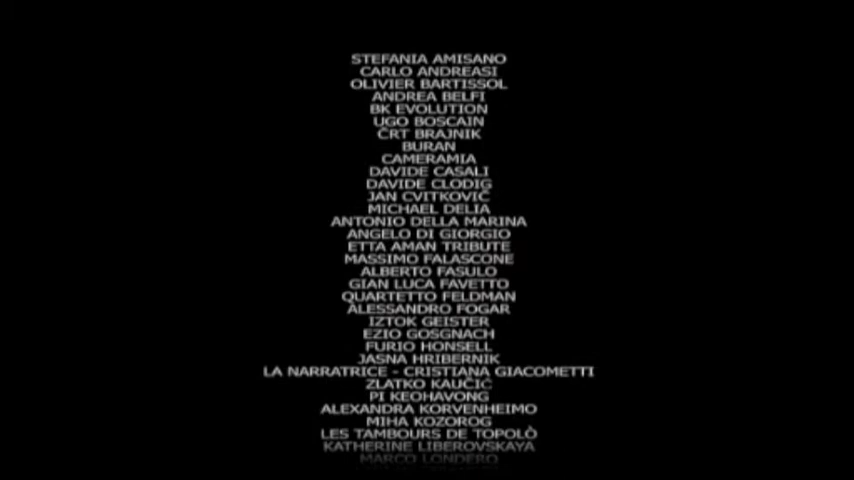 STEFANIA AMISANO
CARLO ANDREASI
OLIVIER BARTISSOL
ANDREA BELFI
BK EVOLUTION
UGO BOSCAIN
ČRT BRAJNIK
BURAN
CAMERAMIA
DAVIDE CASALI
DAVIDE CLODIG
JAN CVITKOVIČ
MICHAEL DELIA
ANTONIO DELLA MARINA
ANGELO DI GIORGIO
ETTA AMAN TRIBUTE
MASSIMO FALASCONE
ALBERTO FASULO
GIAN LUCA FAVETTO
QUARTETTO FELDMAN
ALESSANDRO FOGAR
IZTOK GEISTER
EZIO GOSGNACH
FURIO HONSELL
JASNA HRIBERNIK
LA NARRATRICE - CRISTIANA GIACOMETTI
ZLATKO KAUČIČ
PI KEOHAVONG
ALEXANDRA KORVENHEIMO
MIHA KOZOROG
LES TAMBOURS DE TOPOLÒ
KATHERINE LIBEROVSKAYA
MARCO LONDERO